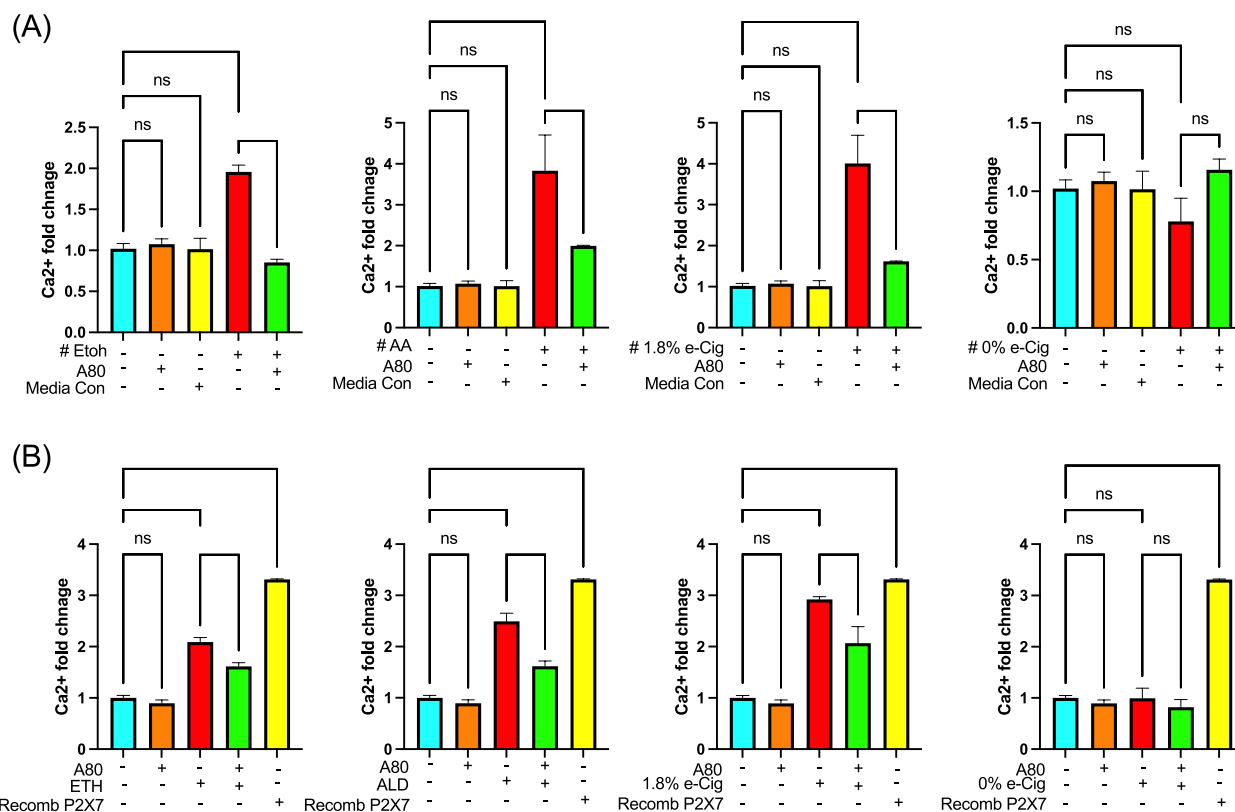 (A)
ns
ns
2.5
2.0
1.5
1.0
0.5
0.0
Ca2+ fold chnage
# Etoh - - - + +
A80 - + - - +
Media Con - - + - -
ns
ns
5
4
3
2
1
0
Ca2+ fold chnage
# AA - - - + +
A80 - + - - +
Media Con - - + - -
ns
ns
5
4
3
2
1
0
Ca2+ fold chnage
# 1.8% e-Cig - - - + +
A80 - + - - +
Media Con - - + - -
ns
ns
ns
ns
1.5
1.0
0.5
0.0
Ca2+ fold chnage
# 0% e-Cig - - - + +
A80 - + - - +
Media Con - - + - -
(B)
ns
4
3
2
1
0
Ca2+ fold chnage
A80 - + - + -
ETH - - + + -
Recomb P2X7 - - - - +
ns
4
3
2
1
0
Ca2+ fold chnage
A80 - + - + -
ALD - - + + -
Recomb P2X7 - - - - +
ns
4
3
2
1
0
Ca2+ fold chnage
A80 - + - + -
1.8% e-Cig - - + + -
Recomb P2X7 - - - - +
ns
ns
ns
4
3
2
1
0
Ca2+ fold chnage
A80 - + - + -
0% e-Cig - - + + -
Recomb P2X7 - - - - +